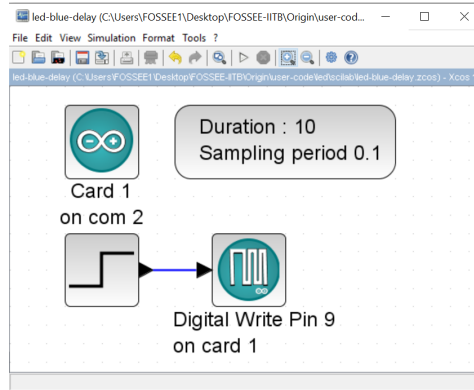 led-blue-delay (C:\Users\FOSSEE1\Desktop\FOSSEE-IITB\Origin\user-cod...
File Edit View Simulation Format Tools ?
led-blue-delay (C:\Users\FOSSEE1\Desktop\FOSSEE-IITB\Origin\user-code\led\scilab\led-blue-delay.zcos) - Xcos
Duration : 10
Sampling period 0.1
Card 1
on com 2
Digital Write Pin 9
on card 1